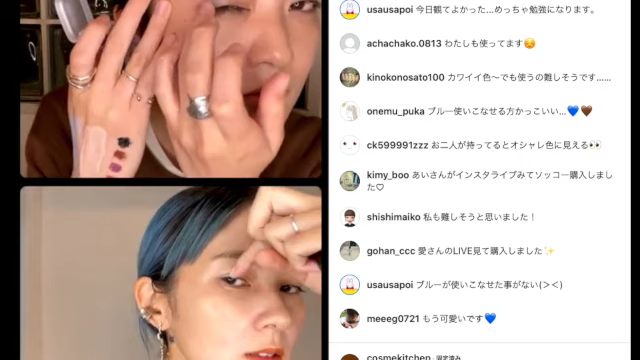 usausapoi 今日観てよかった...めっちゃ勉強になります。
achachako.0813 わたしも使ってます😚
kinokonosato100 カワイイ色〜でも使うの難しそうです......
onemu_puka ブルー使いこなせる方かっこいい...💙🤎
ck599991zzz お二人が持ってるとオシャレ色に見える👀
kimy_boo あいさんがインスタライブみてソッコー購入しまし
た♡
shishimaiko 私も難しそうと思いました！
gohan_ccc 愛さんのLIVE見て購入しました✨
usausapoi ブルーが使いこなせた事がない(＞＜)
meeeg0721 もう可愛いです💙
cosmekitchen · 固定済み